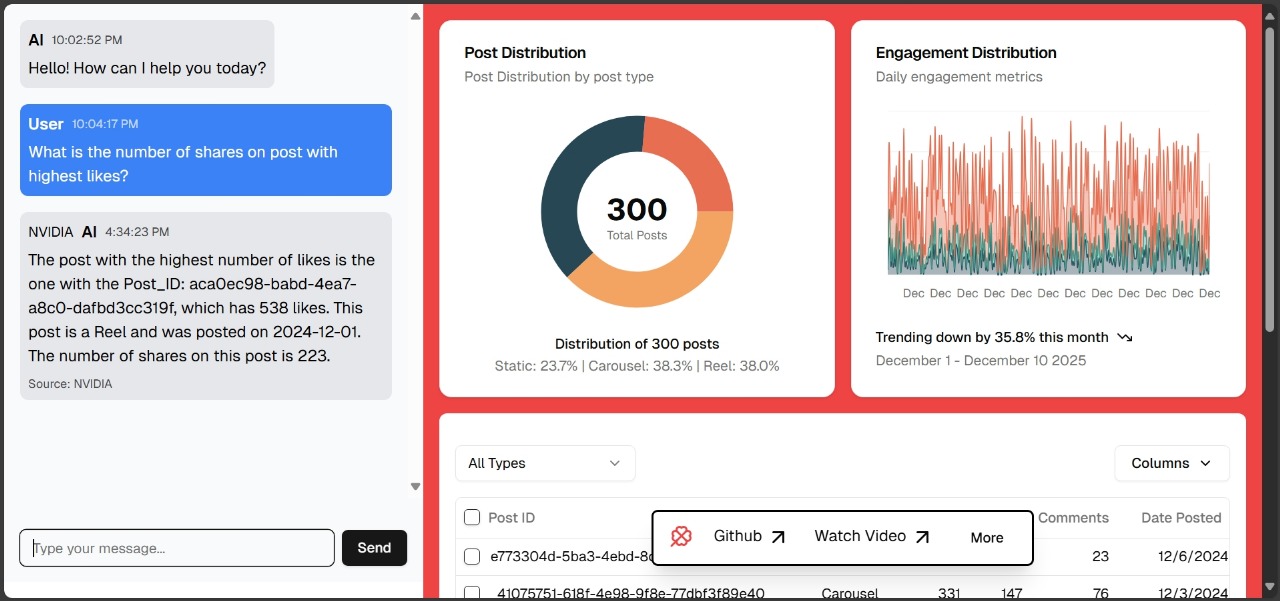 AI 10:02:52 PM
Hello! How can I help you today?
User 10:04:17 PM
What is the number of shares on post with
highest likes?
NVIDIA AI 4:34:23 PM
The post with the highest number of likes is the
one with the Post_ID: aca0ec98-babd-4ea7-
a8c0-dafbd3cc319f, which has 538 likes. This
post is a Reel and was posted on 2024-12-01.
The number of shares on this post is 223.
Source: NVIDIA
Type your message...
Send
Post Distribution
Post Distribution by post type
300
Total Posts
Distribution of 300 posts
Static: 23.7% | Carousel: 38.3% | Reel: 38.0%
Engagement Distribution
Daily engagement metrics
Dec Dec Dec Dec Dec Dec Dec Dec Dec Dec Dec Dec
Trending down by 35.8% this month
December 1 - December 10 2025
All Types
Columns
Post ID Comments Date Posted
e773304d-5ba3-4ebd-8 23 12/6/2024
Github Watch Video More
41075751-618f-4e98-9f8e-77dbf3f89e40 Carousel 331 147 76 12/3/2024